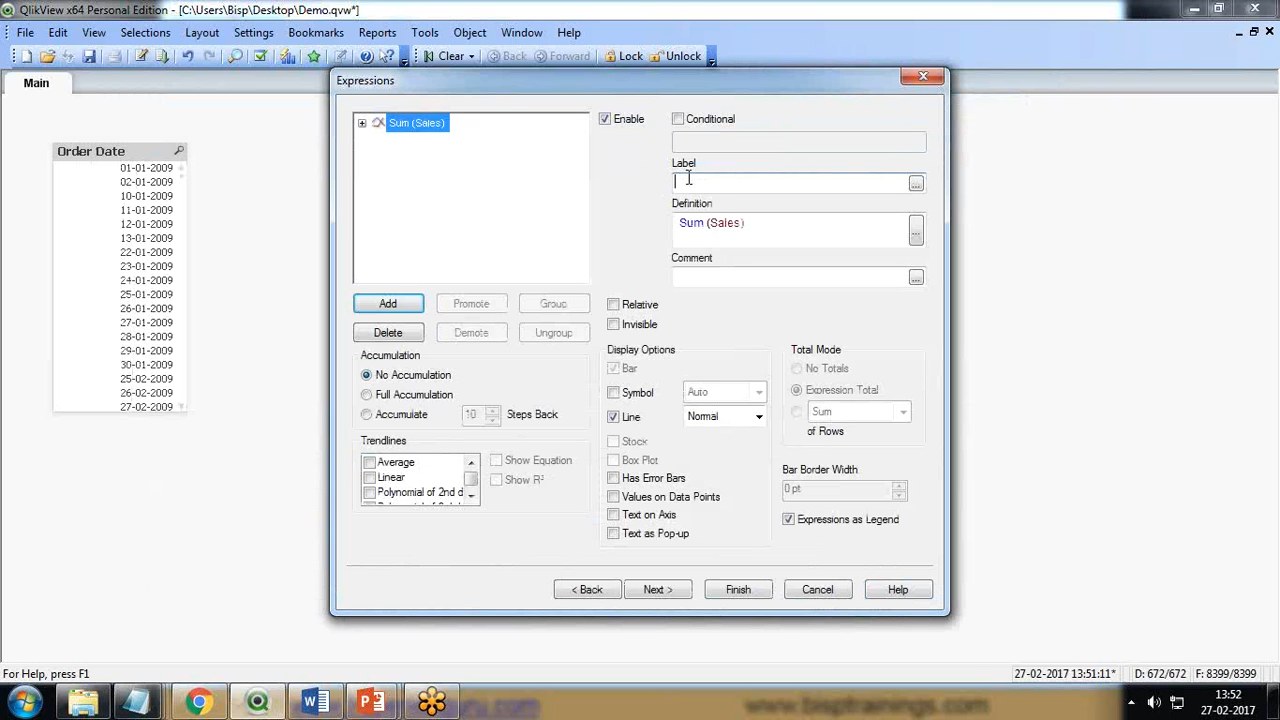 QlikView x64 Personal Edition - [C:\Users\Bisp\Desktop\Demo.qvw*]
File Edit View Selections Layout Settings Bookmarks Reports Tools Object Window Help
Clear Back Forward Lock Unlock
Main
Order Date
01-01-2009
02-01-2009
10-01-2009
11-01-2009
12-01-2009
13-01-2009
22-01-2009
23-01-2009
24-01-2009
25-01-2009
26-01-2009
27-01-2009
28-01-2009
29-01-2009
30-01-2009
25-02-2009
26-02-2009
27-02-2009
Expressions
Sum (Sales)
Enable
Conditional
Label
Definition
Sum (Sales)
Comment
Add Promote Group
Delete Demote Ungroup
Accumulation
No Accumulation
Full Accumulation
Accumulate 10 Steps Back
Trendlines
Average
Linear
Polynomial of 2nd d
Show Equation
Show R²
Relative
Invisible
Display Options
Bar
Symbol Auto
Line Normal
Stock
Box Plot
Has Error Bars
Values on Data Points
Text on Axis
Text as Pop-up
Total Mode
No Totals
Expression Total
Sum
of Rows
Bar Border Width
0 pt
Expressions as Legend
< Back Next > Finish Cancel Help
For Help, press F1
27-02-2017 13:51:11* D: 672/672 F: 8399/8399
www.bisptrainings.com
13:52
27-02-2017